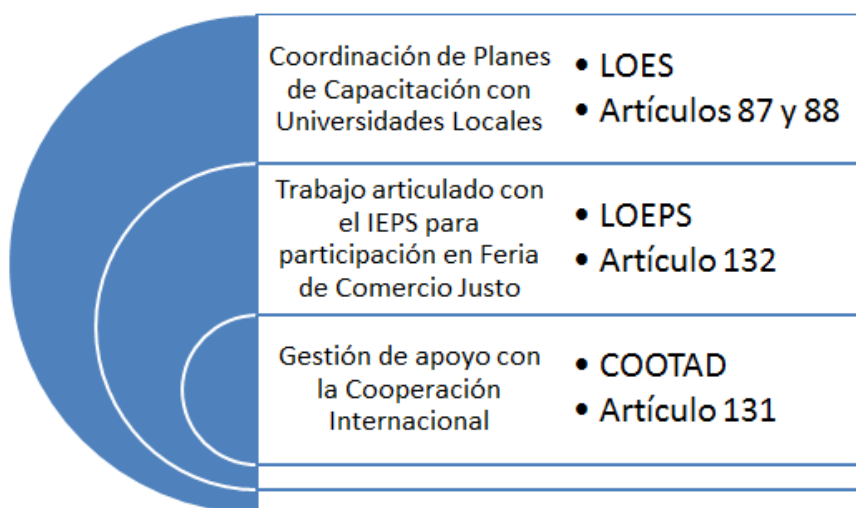 Coordinación de Planes
de Capacitación con
Universidades Locales
• LOES
• Artículos 87 y 88
Trabajo articulado con
el IEPS para
participación en Feria
de Comercio Justo
• LOEPS
• Artículo 132
Gestión de apoyo con
la Cooperación
Internacional
• COOTAD
• Artículo 131